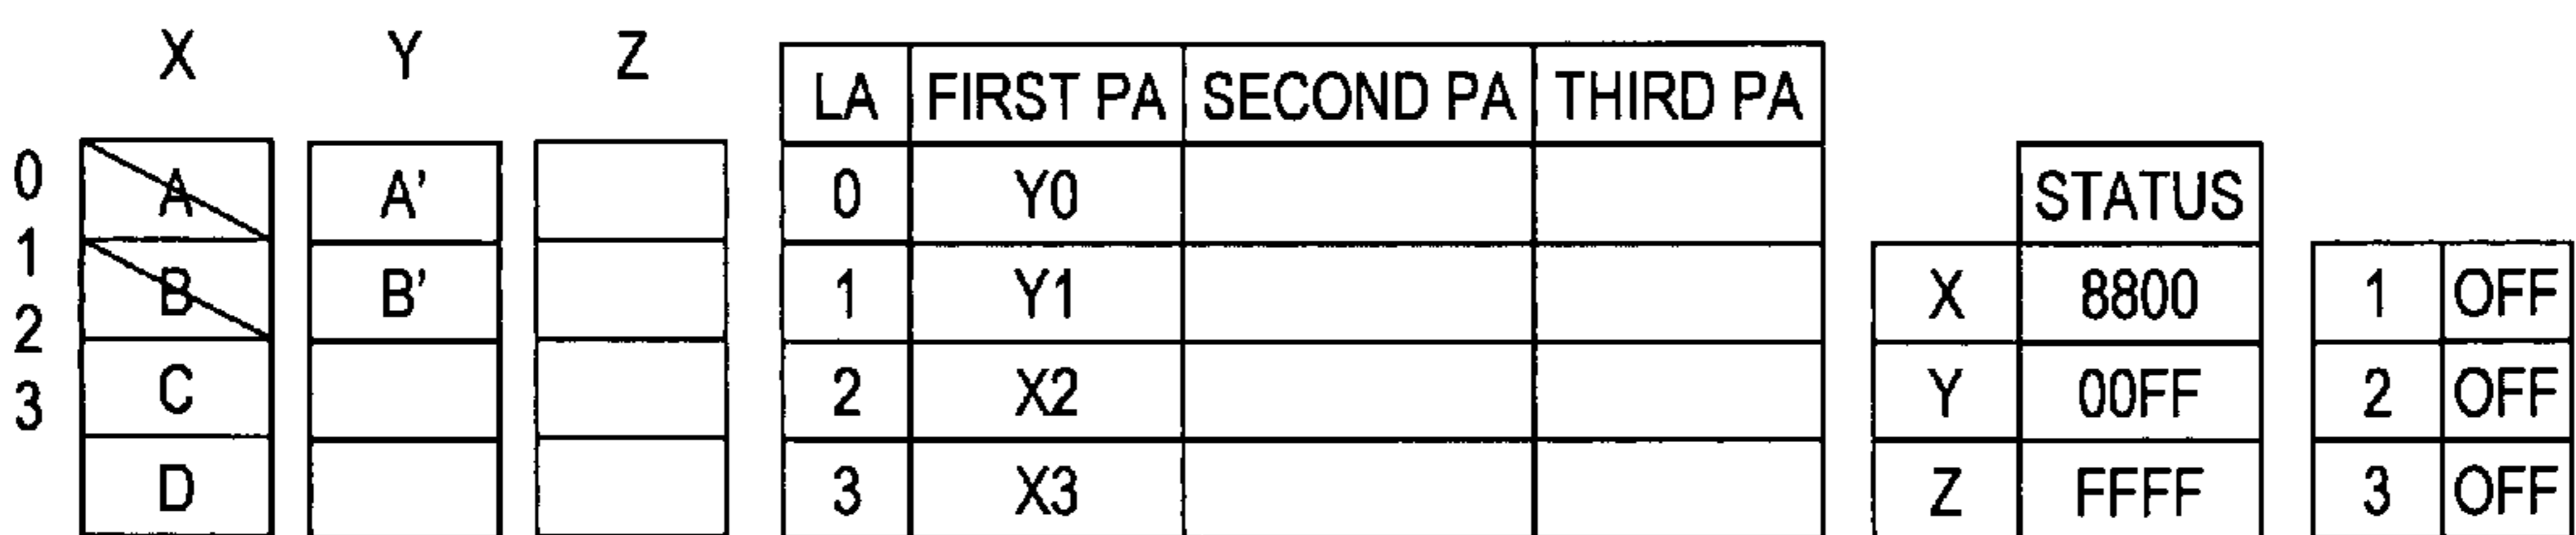 X Y Z
LA FIRST PA SECOND PA THIRD PA
0 A A' 0 Y0 STATUS
1 B B' 1 Y1 X 8800 1 OFF
2 C 2 X2 Y 00FF 2 OFF
3 D 3 X3 Z FFFF 3 OFF